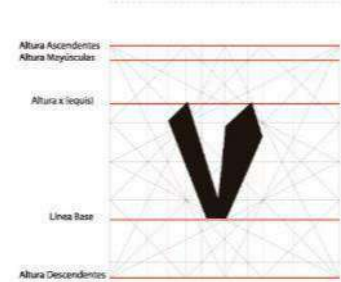 Altura Ascendentes
Altura Mayúsculas
Altura x (equis)
v
Línea Base
Altura Descendentes